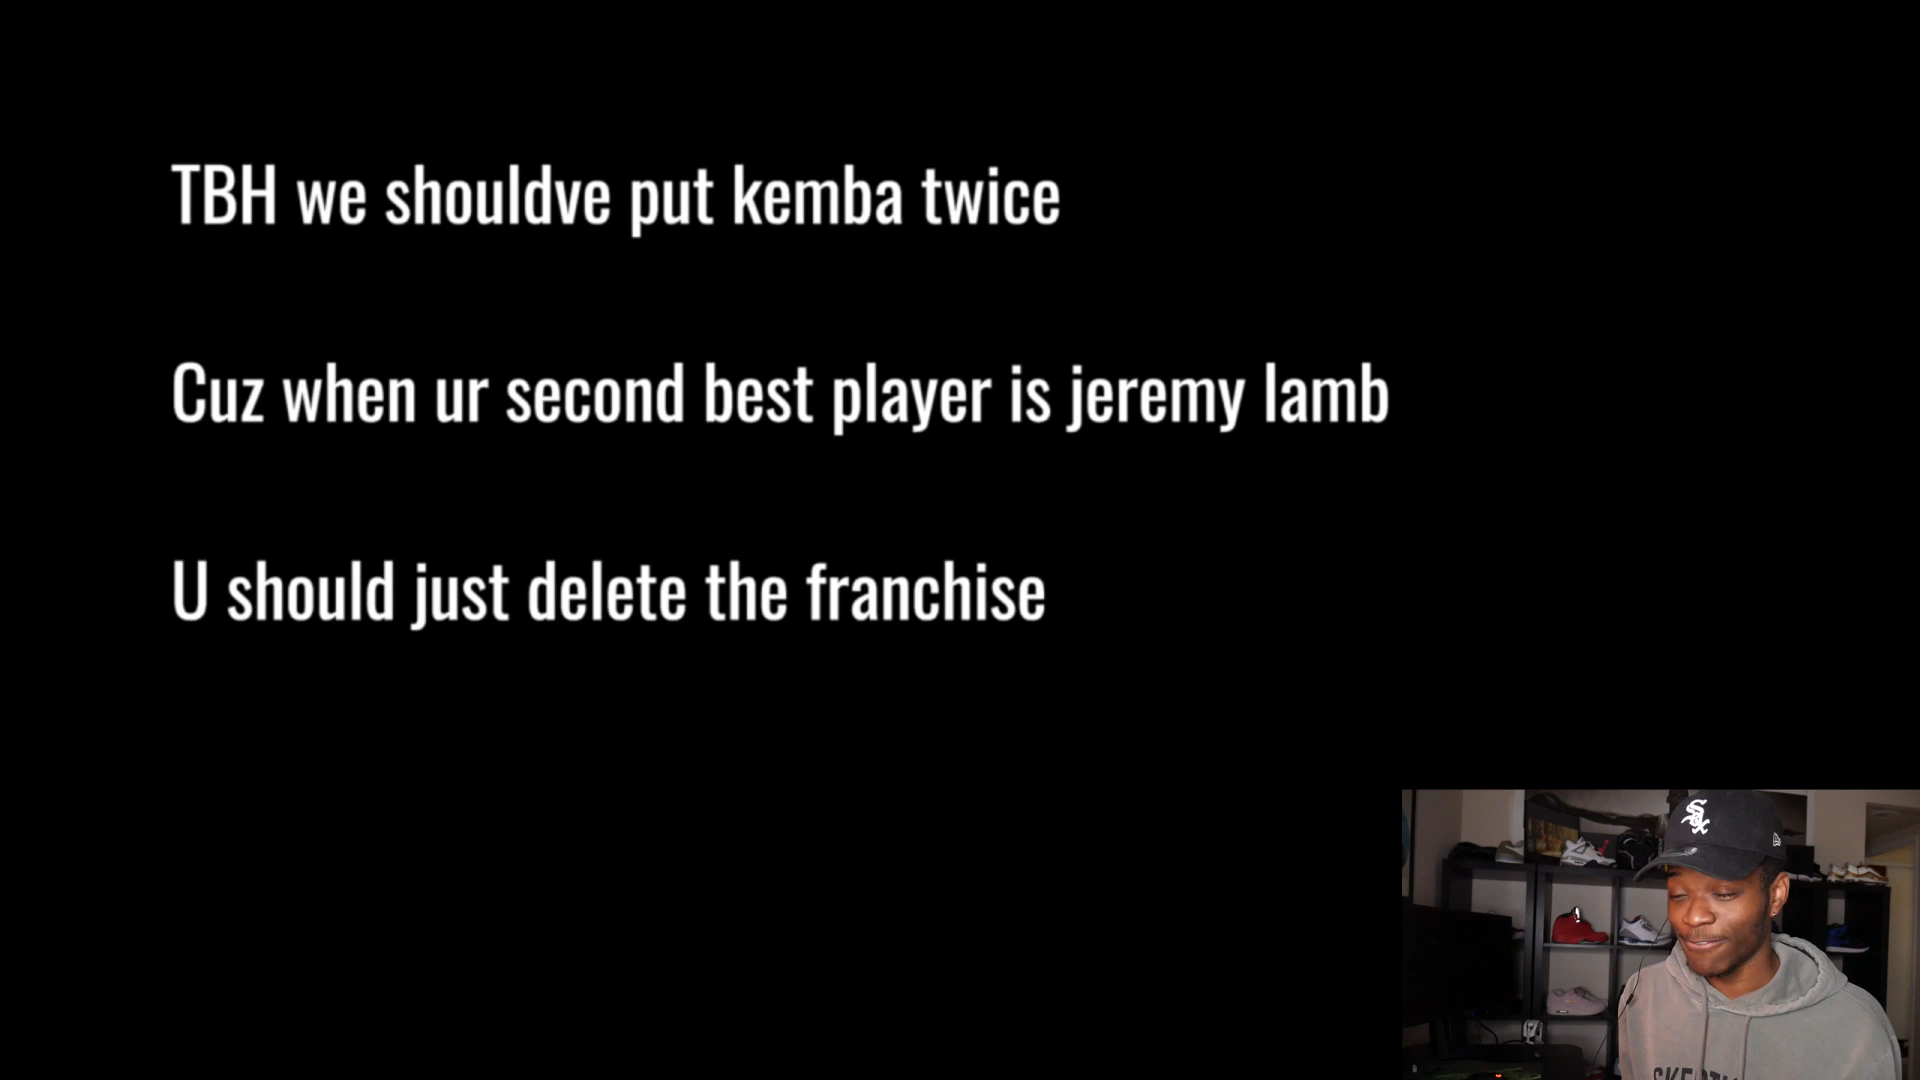 TBH we shouldve put kemba twice
Cuz when ur second best player is jeremy lamb
U should just delete the franchise
Sox